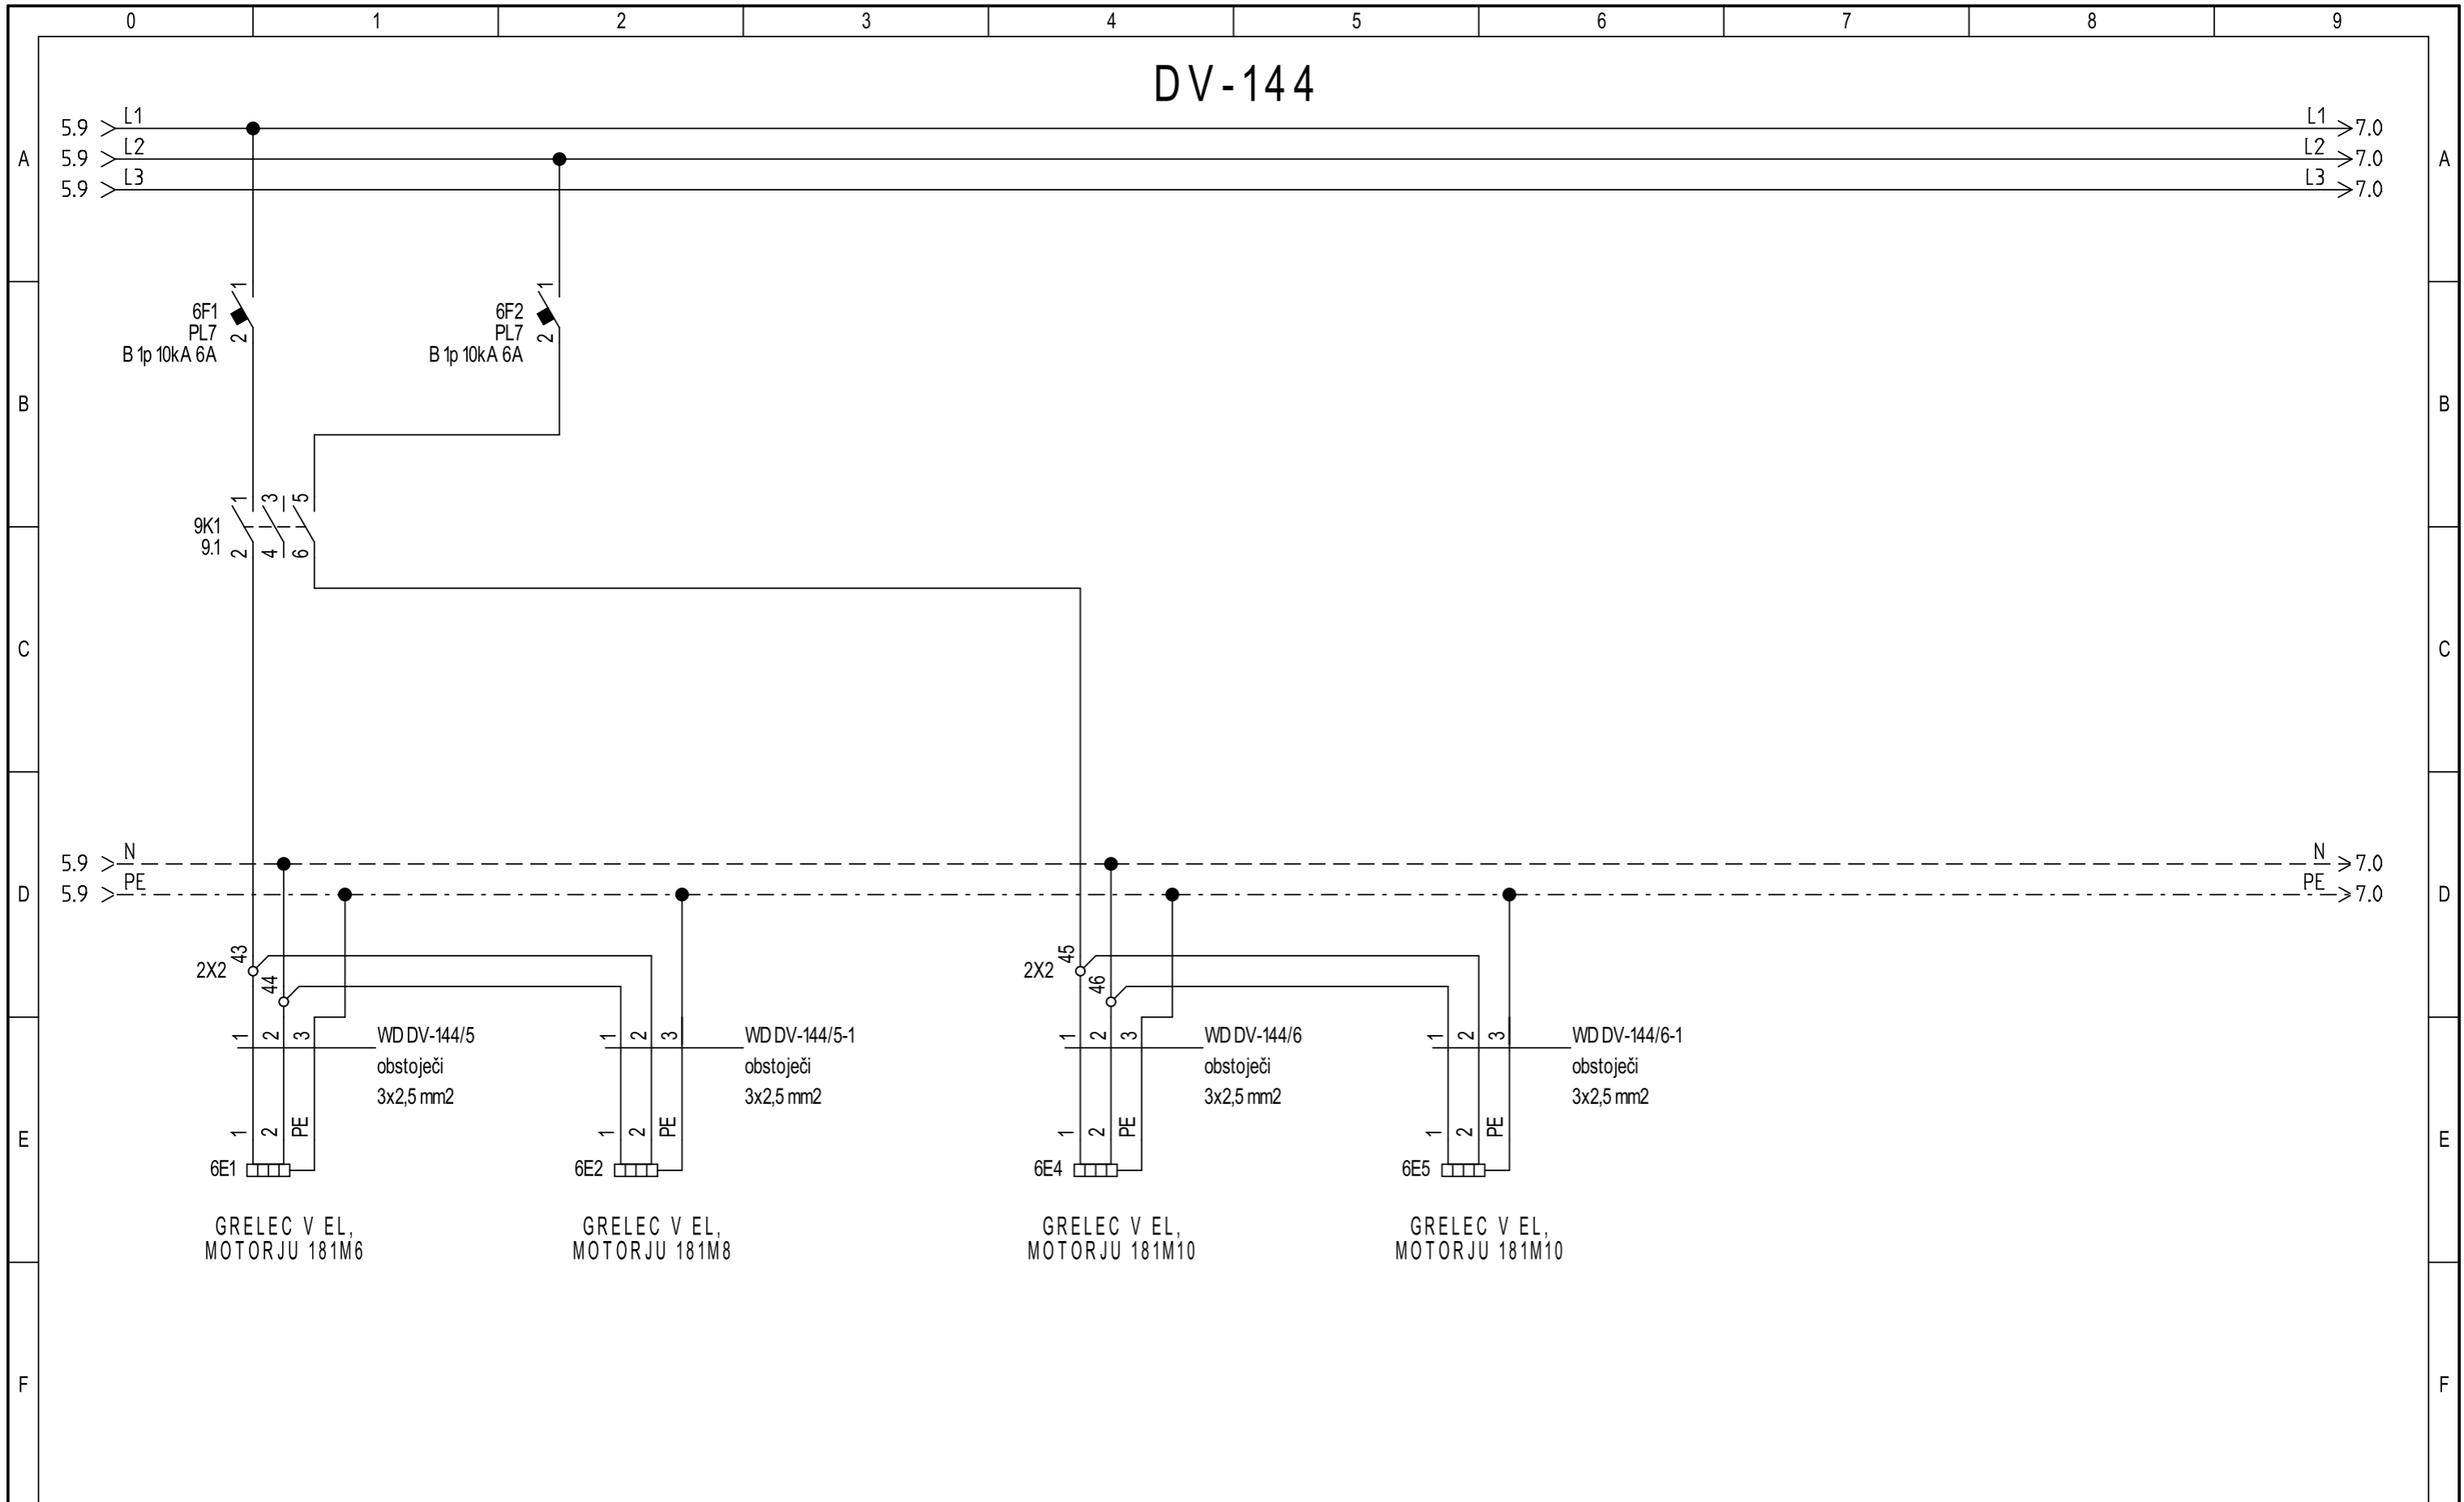 0 1 2 3 4 5 6 7 8 9
DV-144
5.9 L1 L1 7.0
A 5.9 L2 L2 7.0 A
5.9 L3 L3 7.0
1 1
6F1 6F2
PL7 PL7
2 2
B 1p 10kA 6A B 1p 10kA 6A
B B
1 3 5
9K1
9.1
2 4 6
C C
5.9 N N 7.0
D 5.9 PE PE 7.0 D
43 45
2X2 2X2
44 46
1 2 3 WD DV-144/5 1 2 3 WD DV-144/5-1 1 2 3 WD DV-144/6 1 2 3 WD DV-144/6-1
obstoječi obstoječi obstoječi obstoječi
3x2,5 mm2 3x2,5 mm2 3x2,5 mm2 3x2,5 mm2
E 1 2 PE 1 2 PE 1 2 PE 1 2 PE E
6E1 6E2 6E4 6E5
GRELEC V EL, GRELEC V EL, GRELEC V EL, GRELEC V EL,
MOTORJU 181M6 MOTORJU 181M8 MOTORJU 181M10 MOTORJU 181M10
F F